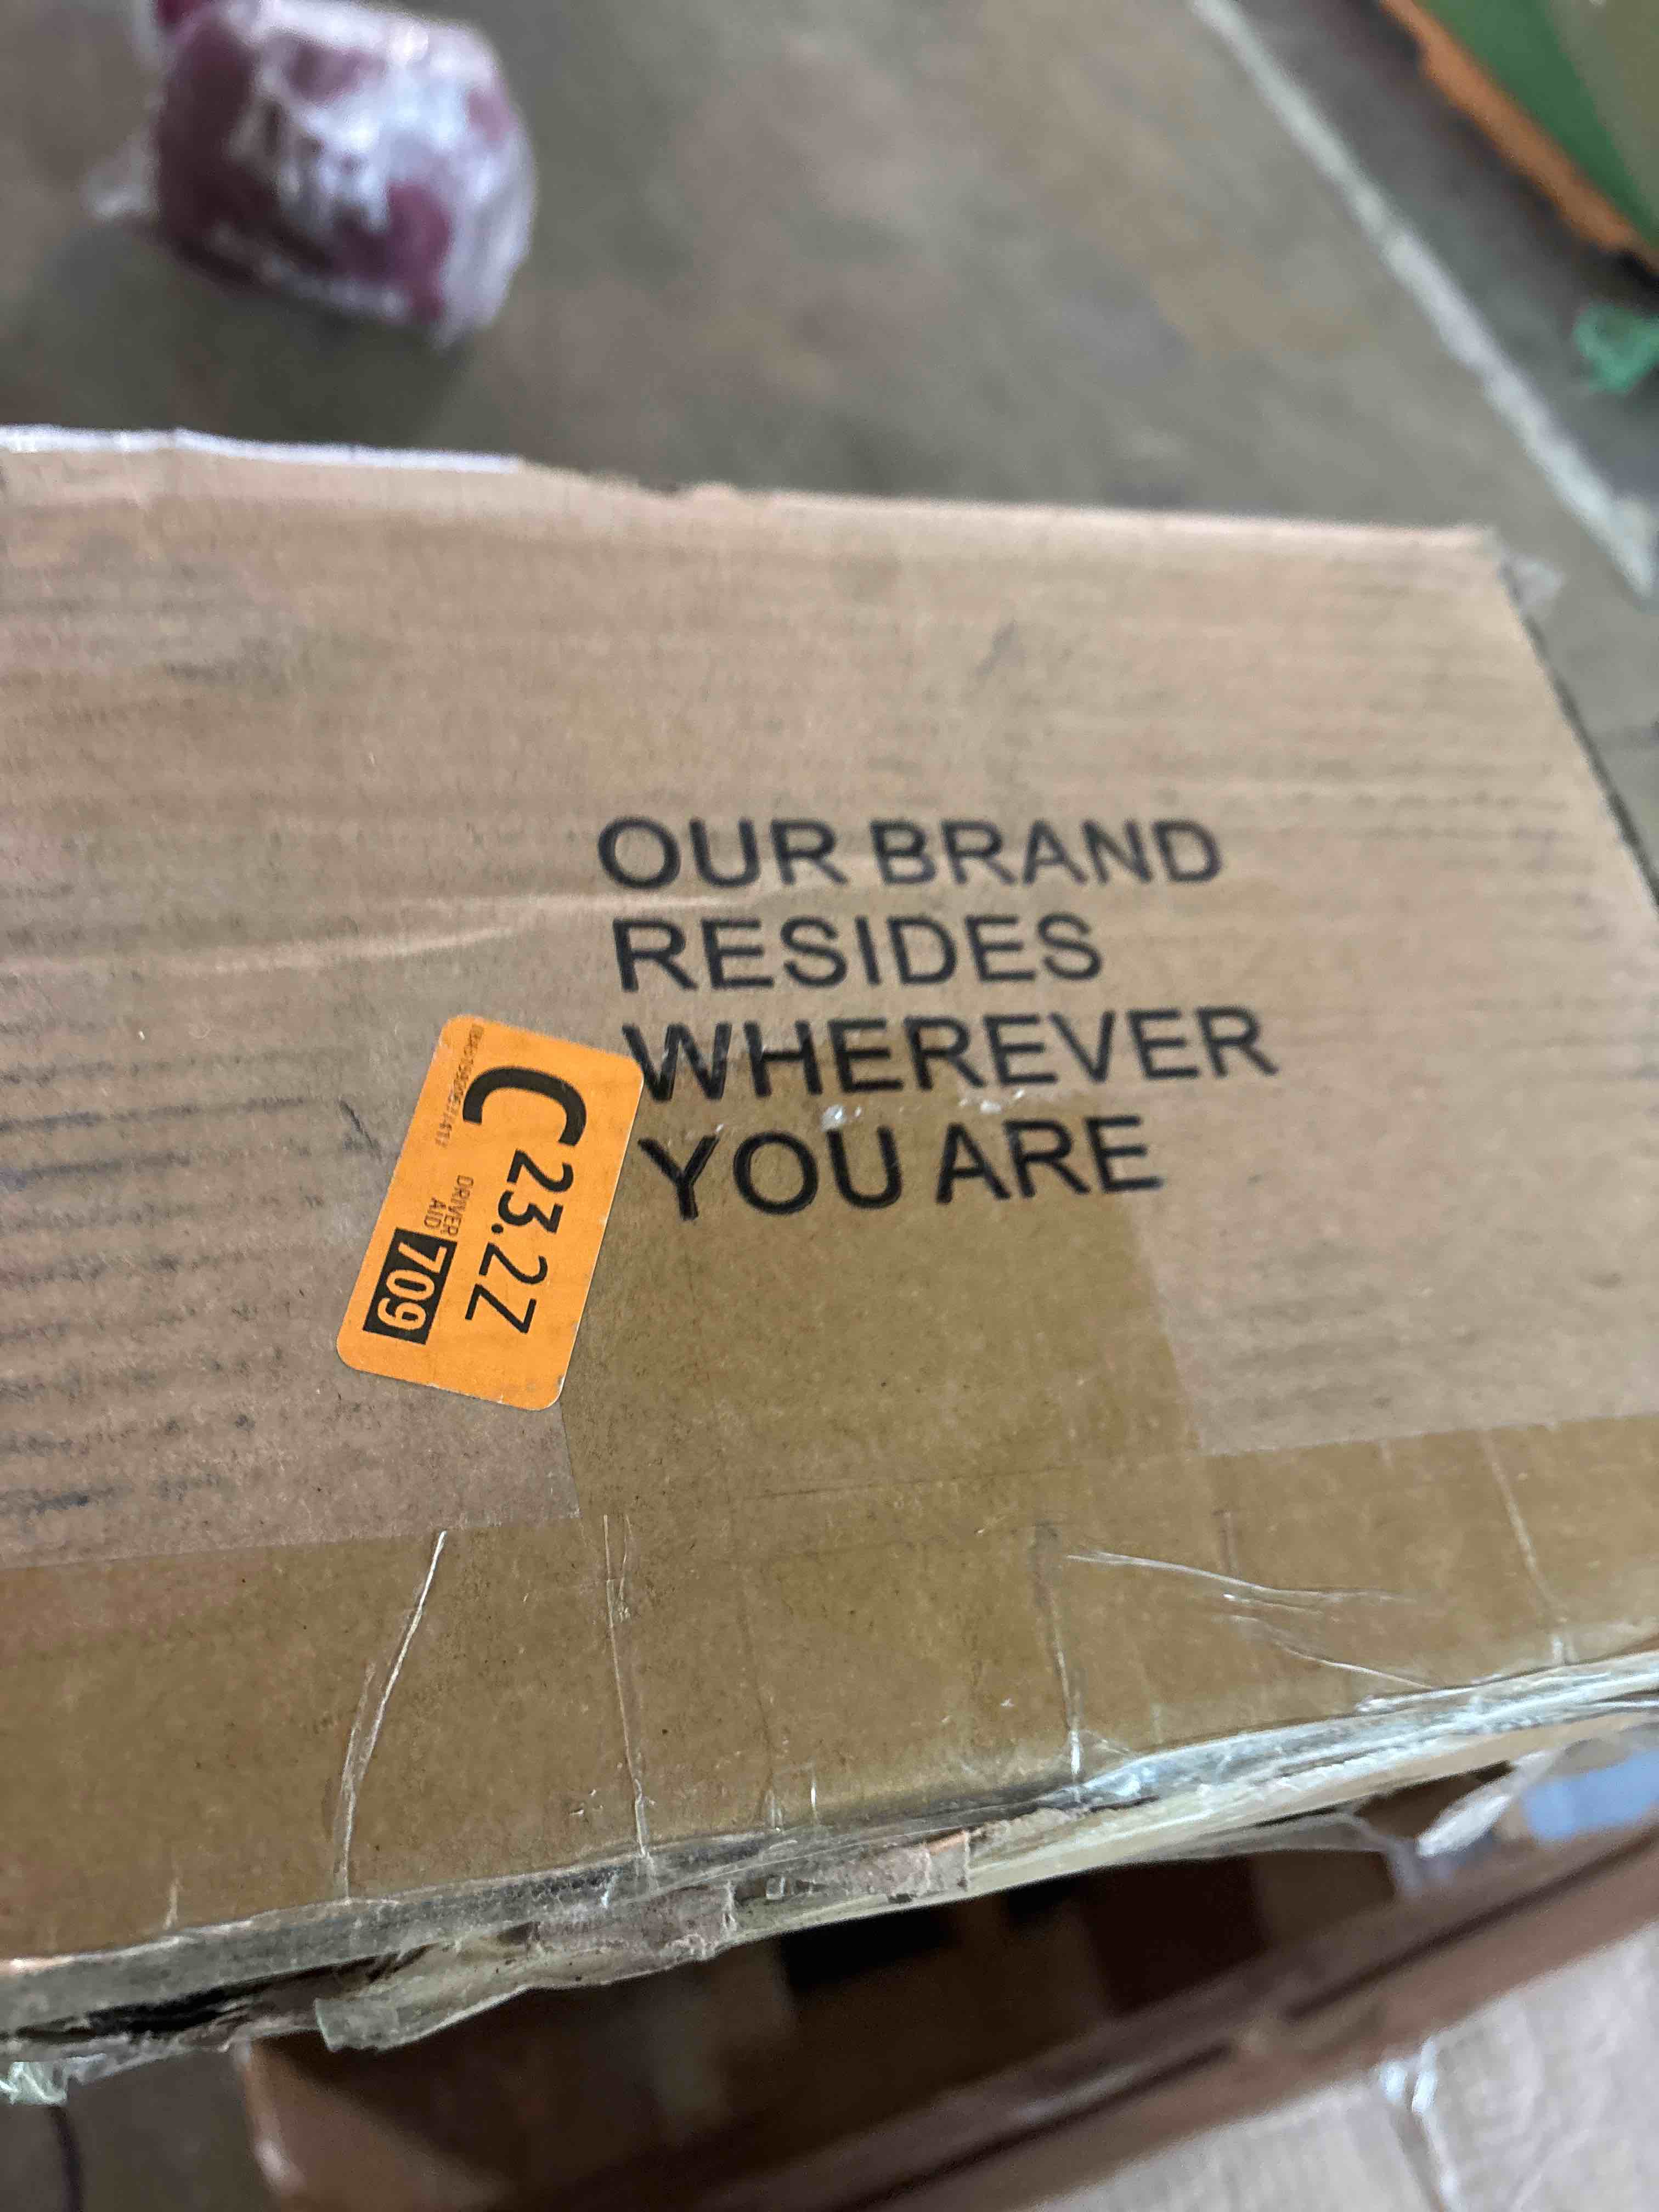 OUR BRAND
RESIDES
WHEREVER
YOU ARE
C 23.2Z
DRIVER
AID
709